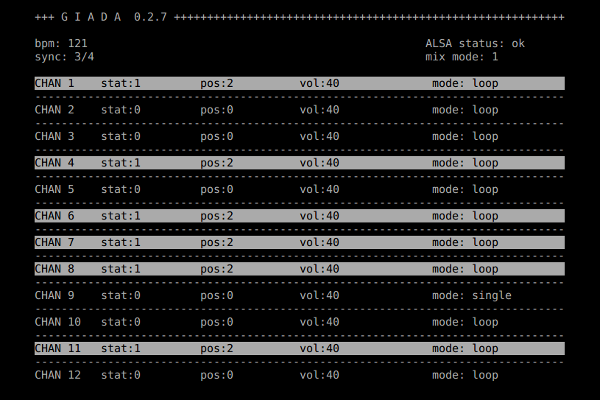 +++ G I A D A  0.2.7 +++++++++++++++++++++++++++++++++++++++++++++++++++++++++++
bpm: 121 ALSA status: ok
sync: 3/4 mix mode: 1
CHAN 1 stat:1 pos:2 vol:40 mode: loop
--------------------------------------------------------------------------------
CHAN 2 stat:0 pos:0 vol:40 mode: loop
--------------------------------------------------------------------------------
CHAN 3 stat:0 pos:0 vol:40 mode: loop
--------------------------------------------------------------------------------
CHAN 4 stat:1 pos:2 vol:40 mode: loop
--------------------------------------------------------------------------------
CHAN 5 stat:0 pos:0 vol:40 mode: loop
--------------------------------------------------------------------------------
CHAN 6 stat:1 pos:2 vol:40 mode: loop
--------------------------------------------------------------------------------
CHAN 7 stat:1 pos:2 vol:40 mode: loop
--------------------------------------------------------------------------------
CHAN 8 stat:1 pos:2 vol:40 mode: loop
--------------------------------------------------------------------------------
CHAN 9 stat:0 pos:0 vol:40 mode: single
--------------------------------------------------------------------------------
CHAN 10 stat:0 pos:0 vol:40 mode: loop
--------------------------------------------------------------------------------
CHAN 11 stat:1 pos:2 vol:40 mode: loop
--------------------------------------------------------------------------------
CHAN 12 stat:0 pos:0 vol:40 mode: loop